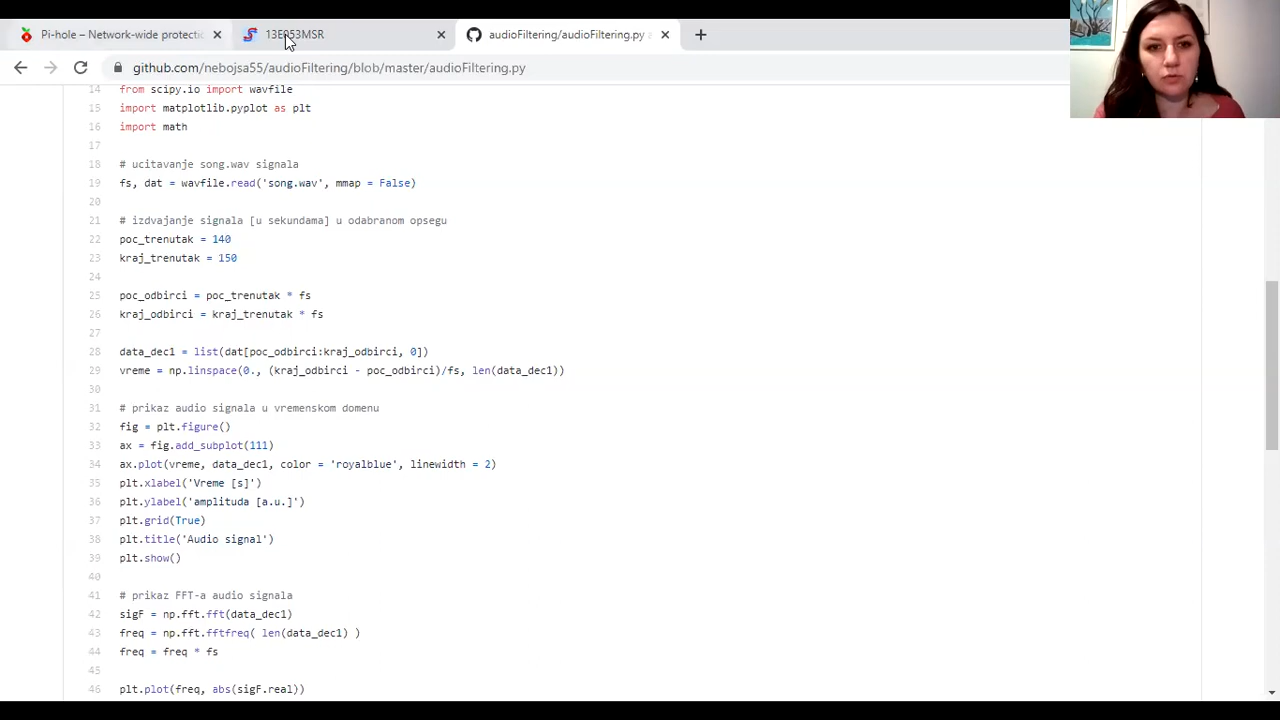 Pi-hole – Network-wide protecti
13E053MSR
audioFiltering/audioFiltering.py a
github.com/nebojsa55/audioFiltering/blob/master/audioFiltering.py
14 from scipy.io import wavfile
15 import matplotlib.pyplot as plt
16 import math
17
18 # ucitavanje song.wav signala
19 fs, dat = wavfile.read('song.wav', mmap = False)
20
21 # izdvajanje signala [u sekundama] u odabranom opsegu
22 poc_trenutak = 140
23 kraj_trenutak = 150
24
25 poc_odbirci = poc_trenutak * fs
26 kraj_odbirci = kraj_trenutak * fs
27
28 data_dec1 = list(dat[poc_odbirci:kraj_odbirci, 0])
29 vreme = np.linspace(0., (kraj_odbirci - poc_odbirci)/fs, len(data_dec1))
30
31 # prikaz audio signala u vremenskom domenu
32 fig = plt.figure()
33 ax = fig.add_subplot(111)
34 ax.plot(vreme, data_dec1, color = 'royalblue', linewidth = 2)
35 plt.xlabel('Vreme [s]')
36 plt.ylabel('amplituda [a.u.]')
37 plt.grid(True)
38 plt.title('Audio signal')
39 plt.show()
40
41 # prikaz FFT-a audio signala
42 sigF = np.fft.fft(data_dec1)
43 freq = np.fft.fftfreq( len(data_dec1) )
44 freq = freq * fs
45
46 plt.plot(freq, abs(sigF.real))